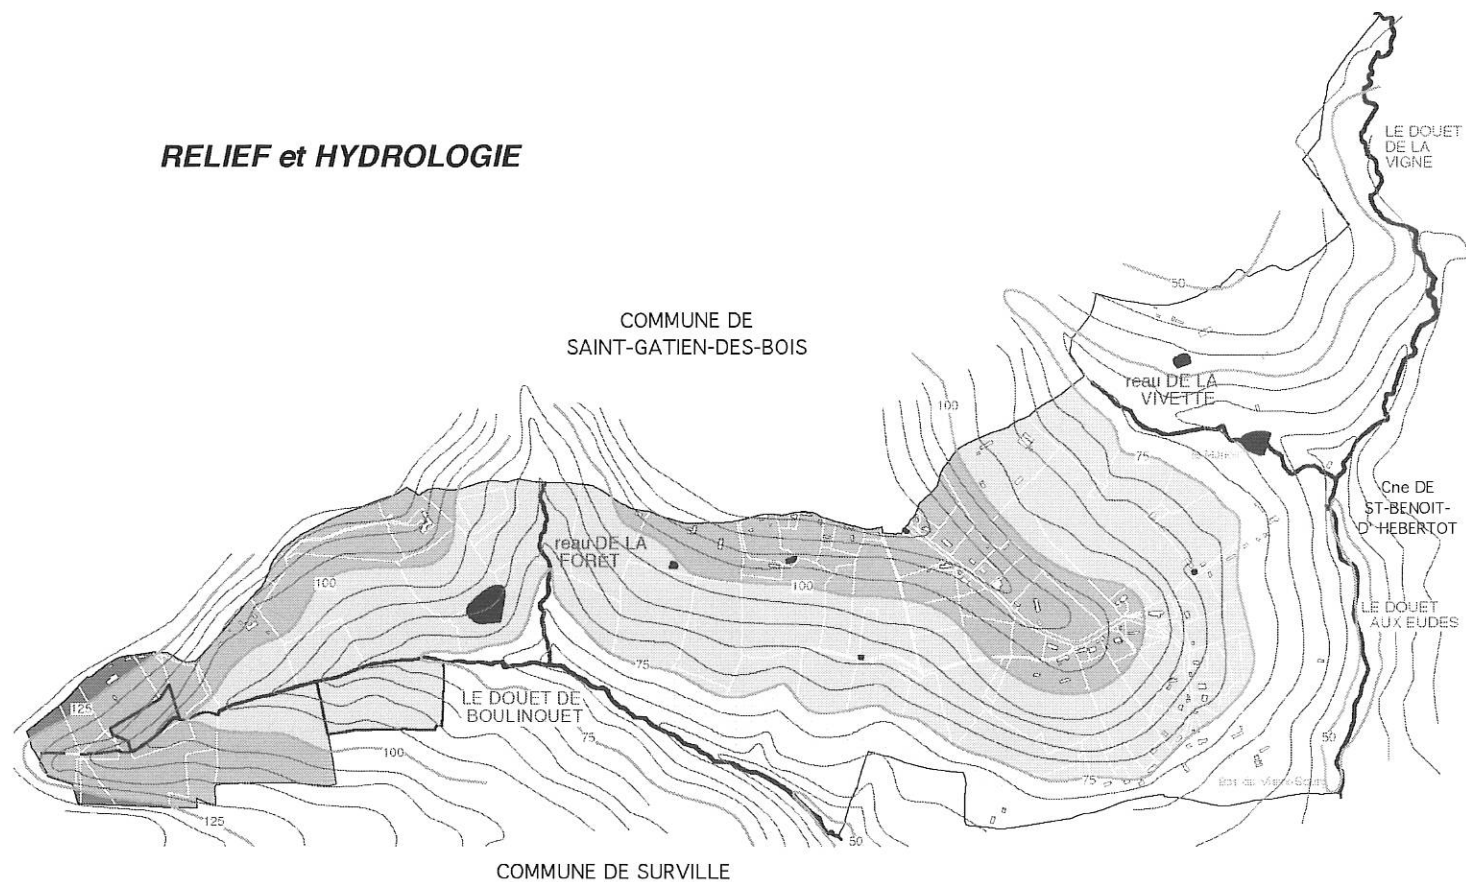 RELIEF et HYDROLOGIE
LE DOUET
DE LA
VIGNE
50
COMMUNE DE
SAINT-GATIEN-DES-BOIS
reau DE LA
VIVETTE
100
75
Cne DE
ST-BENOIT-
D'HEBERTOT
reau DE LA
FORET
100
100
LE DOUET
AUX EUDES
75
LE DOUET DE
BOULINQUET
125
75
100
50
75
125
50
COMMUNE DE SURVILLE